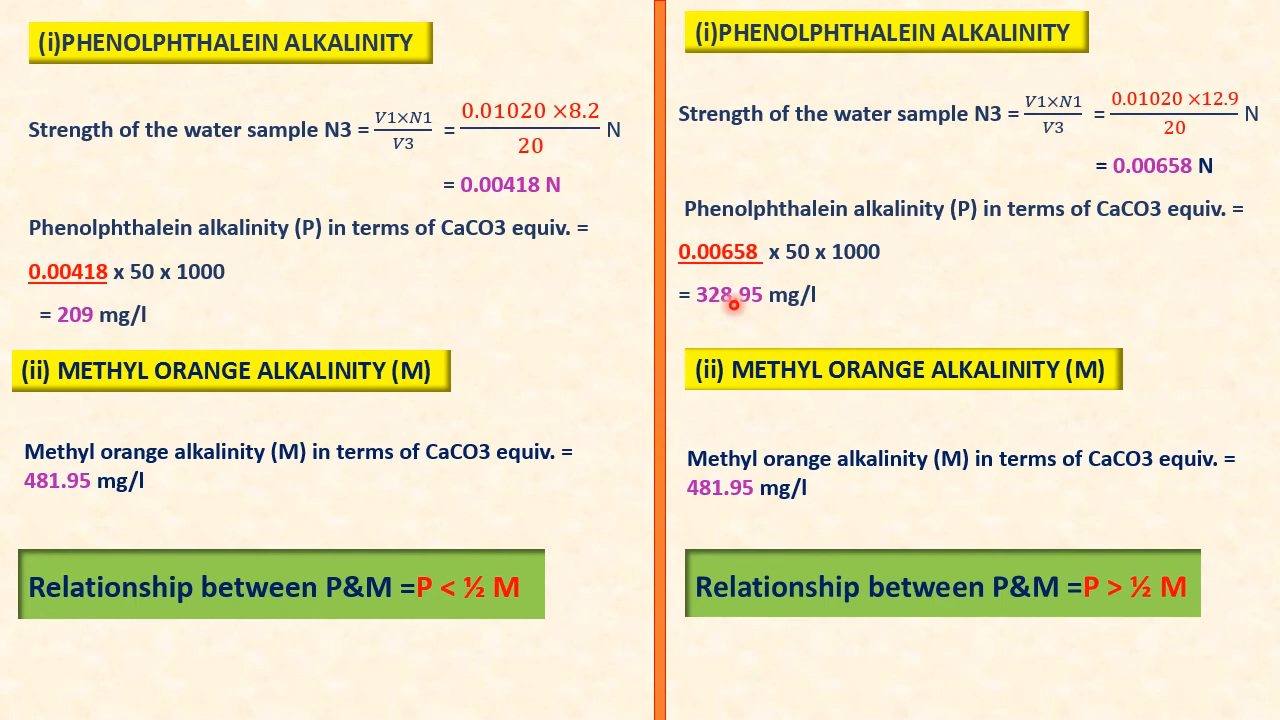 (i)PHENOLPHTHALEIN ALKALINITY
Strength of the water sample N3 = V1×N1/V3 = 0.01020 ×8.2/20 N
= 0.00418 N
Phenolphthalein alkalinity (P) in terms of CaCO3 equiv. =
0.00418 x 50 x 1000
= 209 mg/l
(ii) METHYL ORANGE ALKALINITY (M)
Methyl orange alkalinity (M) in terms of CaCO3 equiv. =
481.95 mg/l
Relationship between P&M =P < ½ M
(i)PHENOLPHTHALEIN ALKALINITY
Strength of the water sample N3 = V1×N1/V3 = 0.01020 ×12.9/20 N
= 0.00658 N
Phenolphthalein alkalinity (P) in terms of CaCO3 equiv. =
0.00658 x 50 x 1000
= 328.95 mg/l
(ii) METHYL ORANGE ALKALINITY (M)
Methyl orange alkalinity (M) in terms of CaCO3 equiv. =
481.95 mg/l
Relationship between P&M =P > ½ M